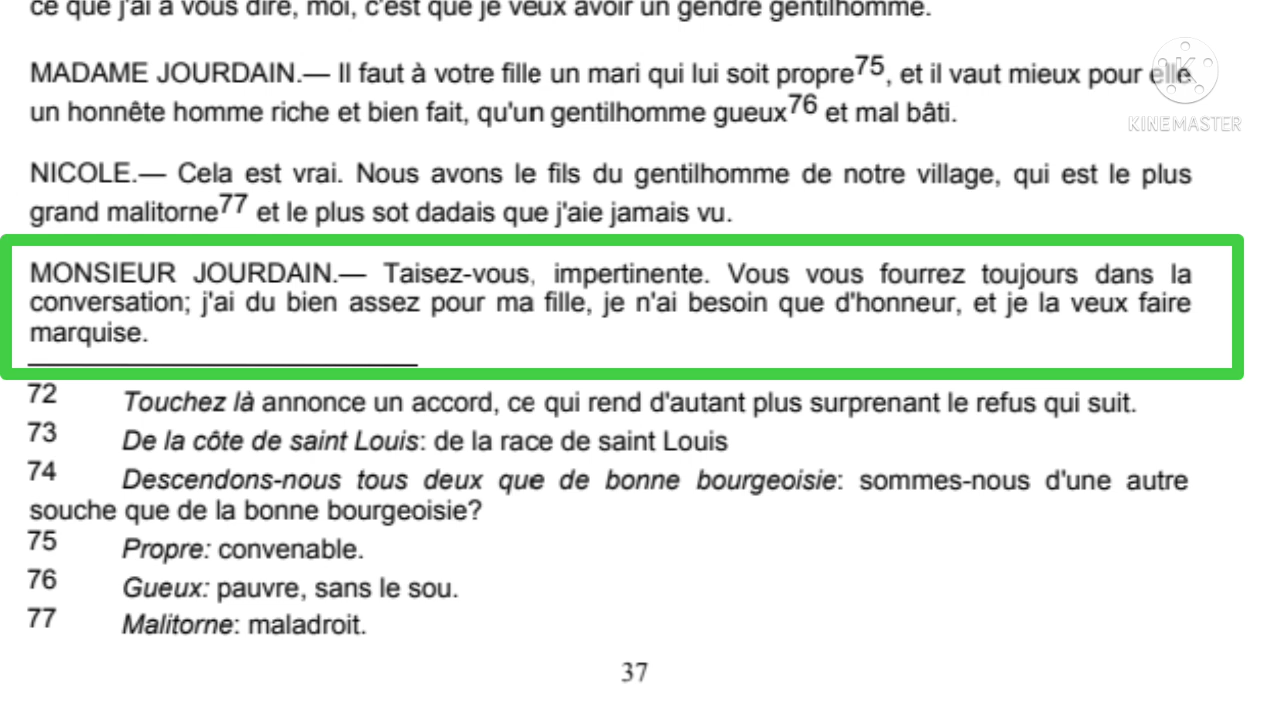 ce que j'ai à vous dire, moi, c'est que je veux avoir un gendre gentilhomme.
MADAME JOURDAIN.— Il faut à votre fille un mari qui lui soit propre75, et il vaut mieux pour elle
un honnête homme riche et bien fait, qu'un gentilhomme gueux76 et mal bâti.
KINEMASTER
NICOLE.— Cela est vrai. Nous avons le fils du gentilhomme de notre village, qui est le plus
grand malitorne77 et le plus sot dadais que j'aie jamais vu.
MONSIEUR JOURDAIN.— Taisez-vous, impertinente. Vous vous fourrez toujours dans la
conversation; j'ai du bien assez pour ma fille, je n'ai besoin que d'honneur, et je la veux faire
marquise.
72 Touchez là annonce un accord, ce qui rend d'autant plus surprenant le refus qui suit.
73 De la côte de saint Louis: de la race de saint Louis
74 Descendons-nous tous deux que de bonne bourgeoisie: sommes-nous d'une autre
souche que de la bonne bourgeoisie?
75 Propre: convenable.
76 Gueux: pauvre, sans le sou.
77 Malitorne: maladroit.
37